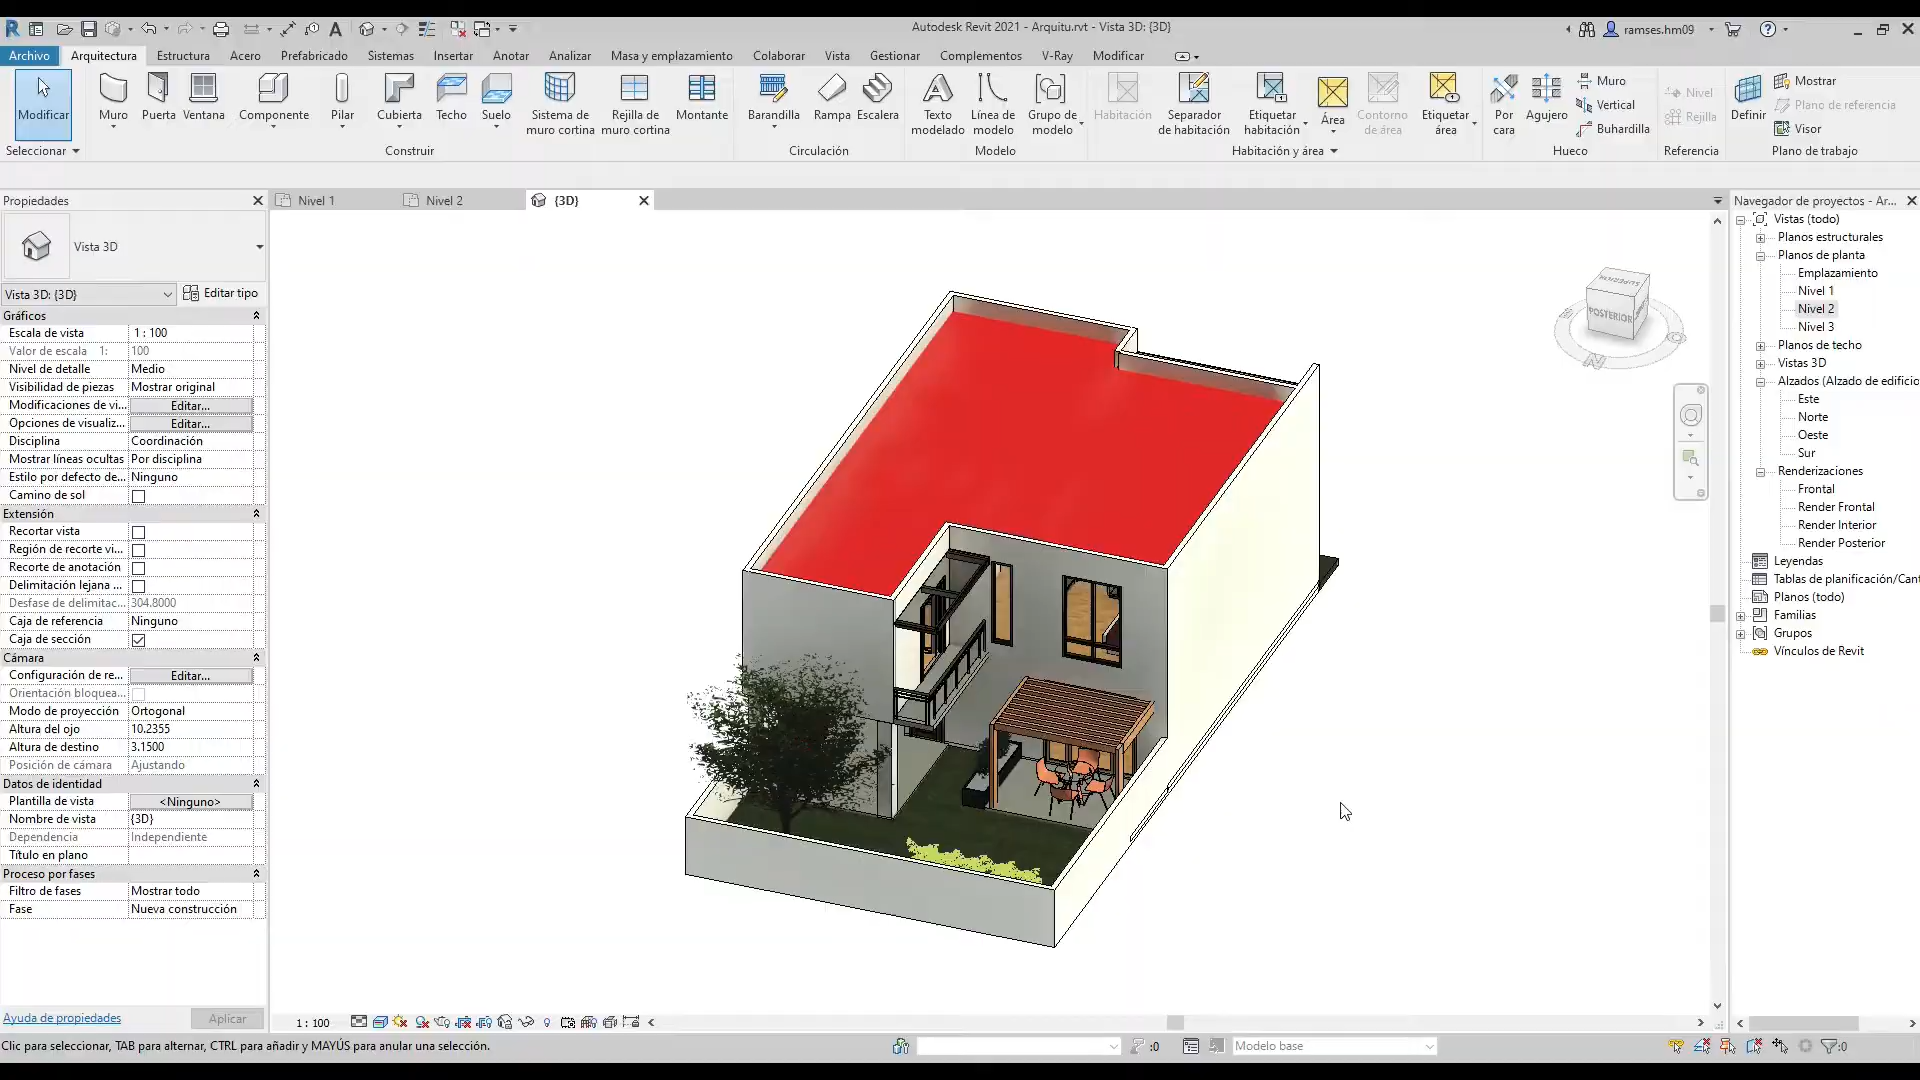 Autodesk Revit 2021 - Arquitu.rvt - Vista 3D: {3D}
ramses.hm09
Archivo Arquitectura Estructura Acero Prefabricado Sistemas Insertar Anotar Analizar Masa y emplazamiento Colaborar Vista Gestionar Complementos V-Ray Modificar
Modificar
Muro
Puerta
Ventana
Componente
Pilar
Cubierta
Techo
Suelo
Sistema de
muro cortina
Rejilla de
muro cortina
Montante
Barandilla
Rampa
Escalera
Texto
modelado
Línea de
modelo
Grupo de
modelo
Habitación
Separador
de habitación
Etiquetar
habitación
Área
Contorno
de área
Etiquetar
área
Por
cara
Agujero
Muro
Vertical
Buhardilla
Nivel
Rejilla
Definir
Mostrar
Plano de referencia
Visor
Seleccionar
Construir
Circulación
Modelo
Habitación y área
Hueco
Referencia
Plano de trabajo
Propiedades
Vista 3D
Vista 3D: {3D}
Editar tipo
Gráficos
Escala de vista 1 : 100
Valor de escala 1: 100
Nivel de detalle Medio
Visibilidad de piezas Mostrar original
Modificaciones de vi... Editar...
Opciones de visualiz... Editar...
Disciplina Coordinación
Mostrar líneas ocultas Por disciplina
Estilo por defecto de... Ninguno
Camino de sol
Extensión
Recortar vista
Región de recorte vi...
Recorte de anotación
Delimitación lejana ...
Desfase de delimitac... 304.8000
Caja de referencia Ninguno
Caja de sección
Cámara
Configuración de re... Editar...
Orientación bloquea...
Modo de proyección Ortogonal
Altura del ojo 10.2355
Altura de destino 3.1500
Posición de cámara Ajustando
Datos de identidad
Plantilla de vista <Ninguno>
Nombre de vista {3D}
Dependencia Independiente
Título en plano
Proceso por fases
Filtro de fases Mostrar todo
Fase Nueva construcción
Ayuda de propiedades
Aplicar
Nivel 1
Nivel 2
{3D}
SUPERIOR
POSTERIOR
N
1 : 100
Navegador de proyectos - Ar...
Vistas (todo)
Planos estructurales
Planos de planta
Emplazamiento
Nivel 1
Nivel 2
Nivel 3
Planos de techo
Vistas 3D
Alzados (Alzado de edificio
Este
Norte
Oeste
Sur
Renderizaciones
Frontal
Render Frontal
Render Interior
Render Posterior
Leyendas
Tablas de planificación/Cant
Planos (todo)
Familias
Grupos
Vínculos de Revit
Clic para seleccionar, TAB para alternar, CTRL para añadir y MAYÚS para anular una selección.
:0
Modelo base
:0